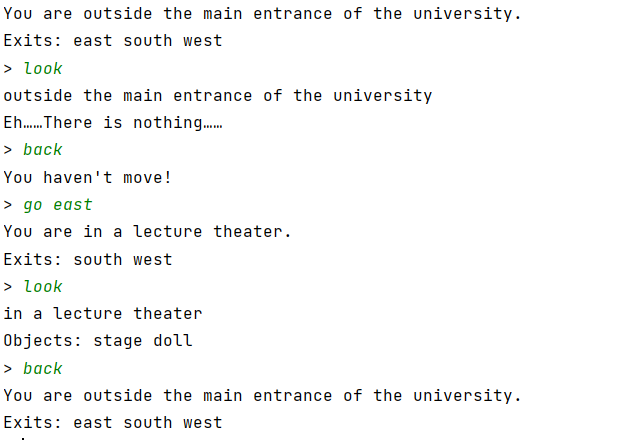 You are outside the main entrance of the university.
Exits: east south west
> look
outside the main entrance of the university
Eh……There is nothing……
> back
You haven't move!
> go east
You are in a lecture theater.
Exits: south west
> look
in a lecture theater
Objects: stage doll
> back
You are outside the main entrance of the university.
Exits: east south west